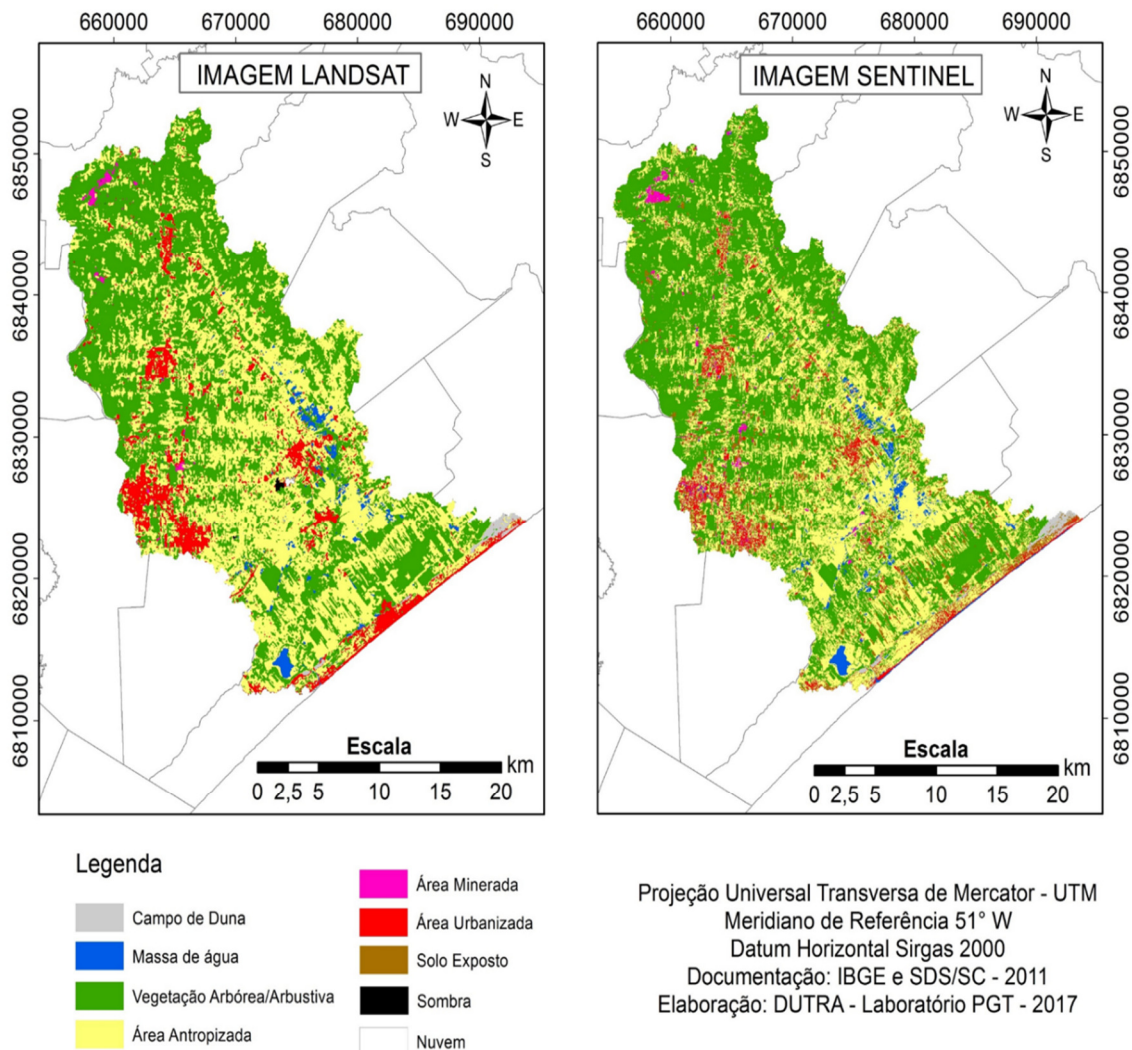 660000 670000 680000 690000
660000 670000 680000 690000
IMAGEM LANDSAT
IMAGEM SENTINEL
N
W E
S
N
W E
S
6850000
6840000
6830000
6820000
6810000
6850000
6840000
6830000
6820000
6810000
Escala
km
0 2,5 5 10 15 20
Escala
km
0 2,5 5 10 15 20
Legenda
Campo de Duna
Massa de água
Vegetação Arbórea/Arbustiva
Área Antropizada
Área Minerada
Área Urbanizada
Solo Exposto
Sombra
Nuvem
Projeção Universal Transversa de Mercator - UTM
Meridiano de Referência 51° W
Datum Horizontal Sirgas 2000
Documentação: IBGE e SDS/SC - 2011
Elaboração: DUTRA - Laboratório PGT - 2017